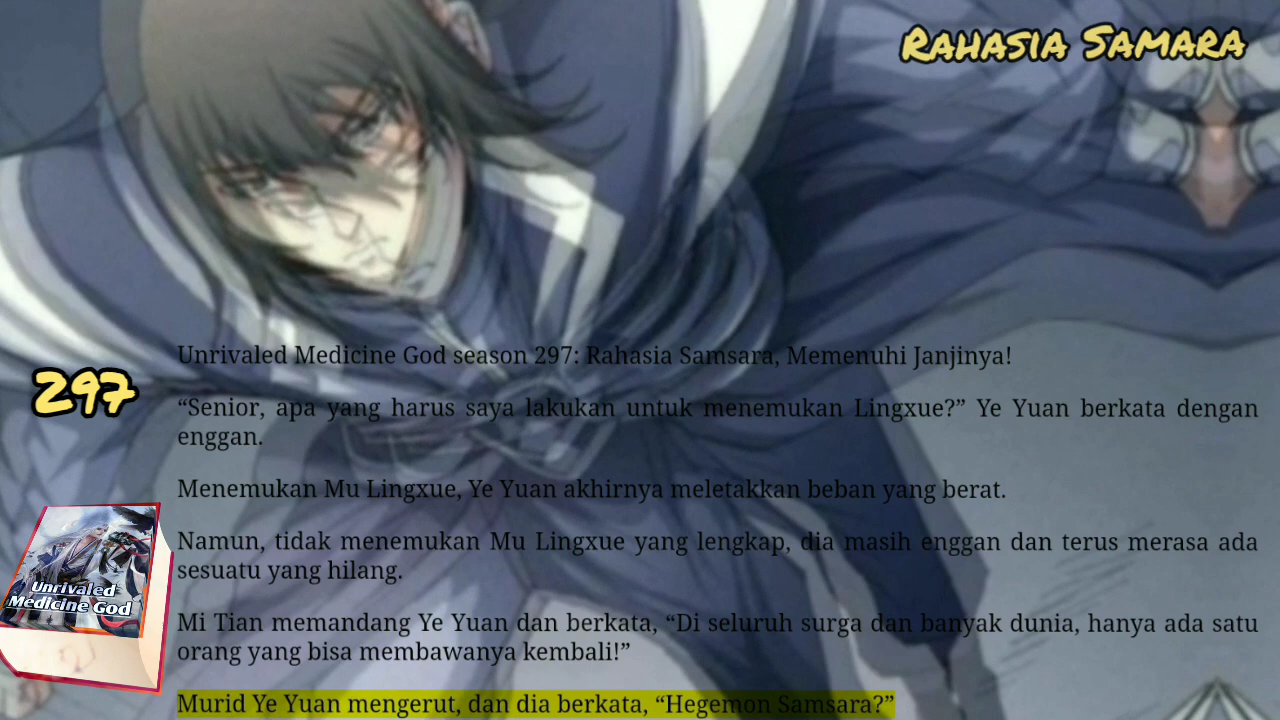 Rahasia Samara
Unrivaled Medicine God season 297: Rahasia Samsara, Memenuhi Janjinya!
297
“Senior, apa yang harus saya lakukan untuk menemukan Lingxue?” Ye Yuan berkata dengan
enggan.
Menemukan Mu Lingxue, Ye Yuan akhirnya meletakkan beban yang berat.
Namun, tidak menemukan Mu Lingxue yang lengkap, dia masih enggan dan terus merasa ada
sesuatu yang hilang.
Unrivaled
Medicine God
Mi Tian memandang Ye Yuan dan berkata, “Di seluruh surga dan banyak dunia, hanya ada satu
orang yang bisa membawanya kembali!”
Murid Ye Yuan mengerut, dan dia berkata, “Hegemon Samsara?”